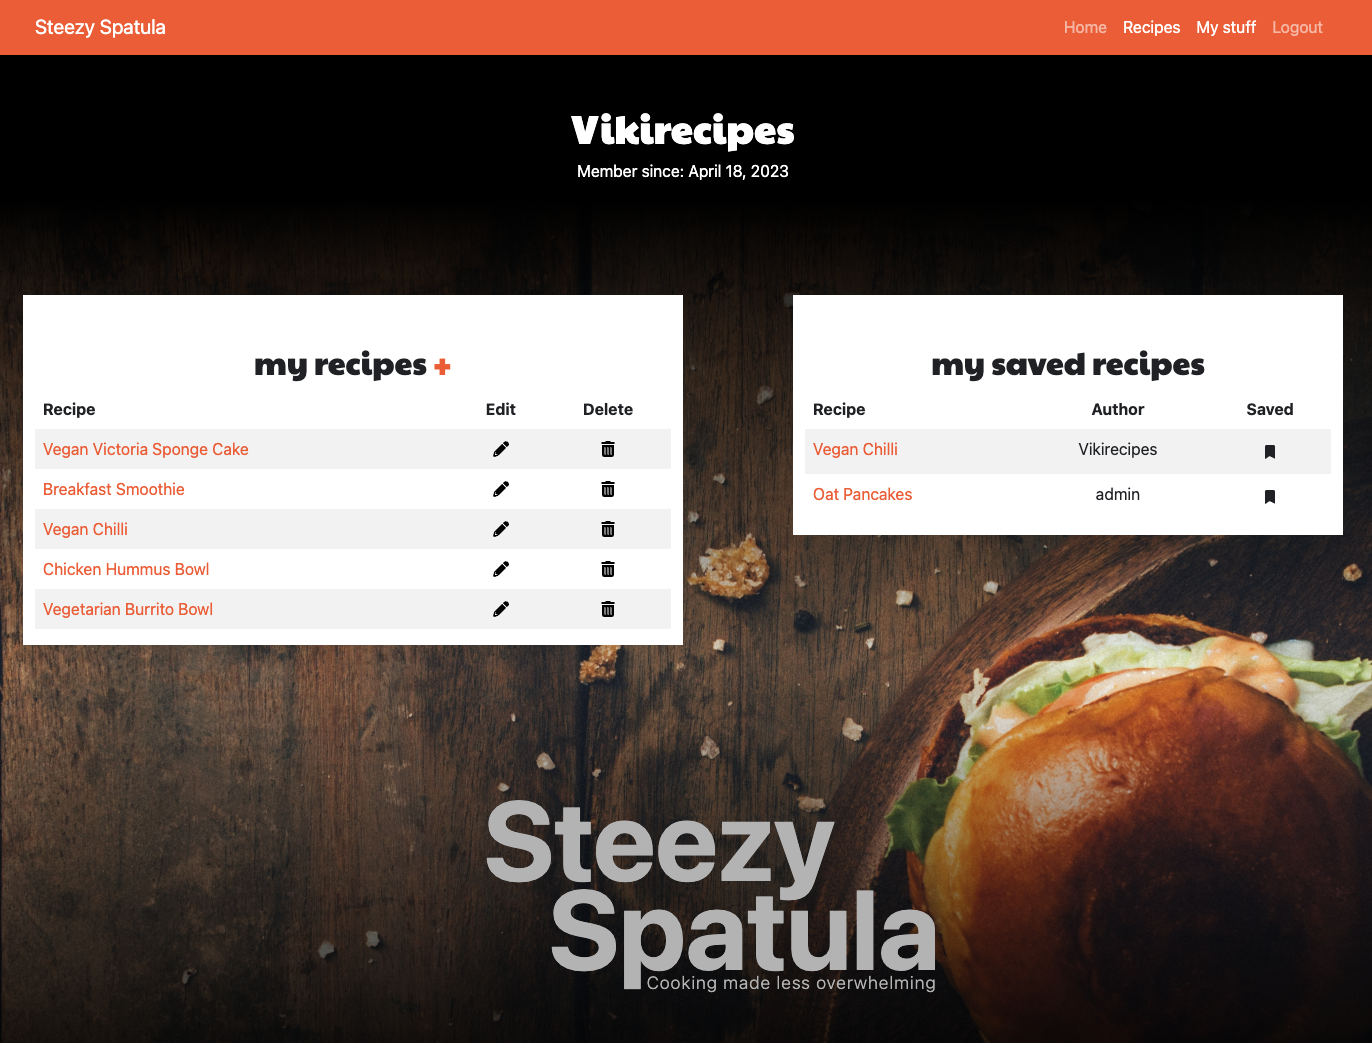 Steezy Spatula
Home Recipes My stuff Logout
Vikirecipes
Member since: April 18, 2023
my recipes +
Recipe Edit Delete
Vegan Victoria Sponge Cake
Breakfast Smoothie
Vegan Chilli
Chicken Hummus Bowl
Vegetarian Burrito Bowl
my saved recipes
Recipe Author Saved
Vegan Chilli Vikirecipes
Oat Pancakes admin
Steezy
Spatula
Cooking made less overwhelming